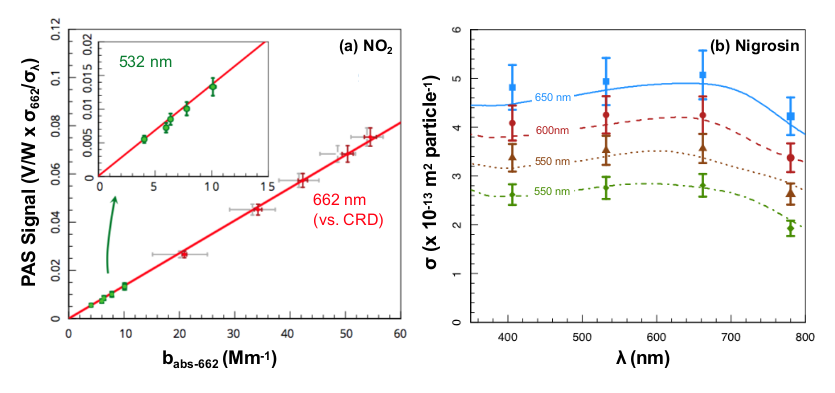 (a) NO₂
PAS Signal (V/W x σ₆₆₂/σλ)
0.12
0.1
0.08
0.06
0.04
0.02
0
0 10 20 30 40 50 60
b_abs-662 (Mm⁻¹)
532 nm
0.02
0.015
0.01
0.005
0
0 5 10 15
662 nm
(vs. CRD)
(b) Nigrosin
σ (x 10⁻¹³ m2 particle⁻¹)
6
5
4
3
2
1
0
400 500 600 700 800
λ (nm)
650 nm
600nm
550 nm
550 nm